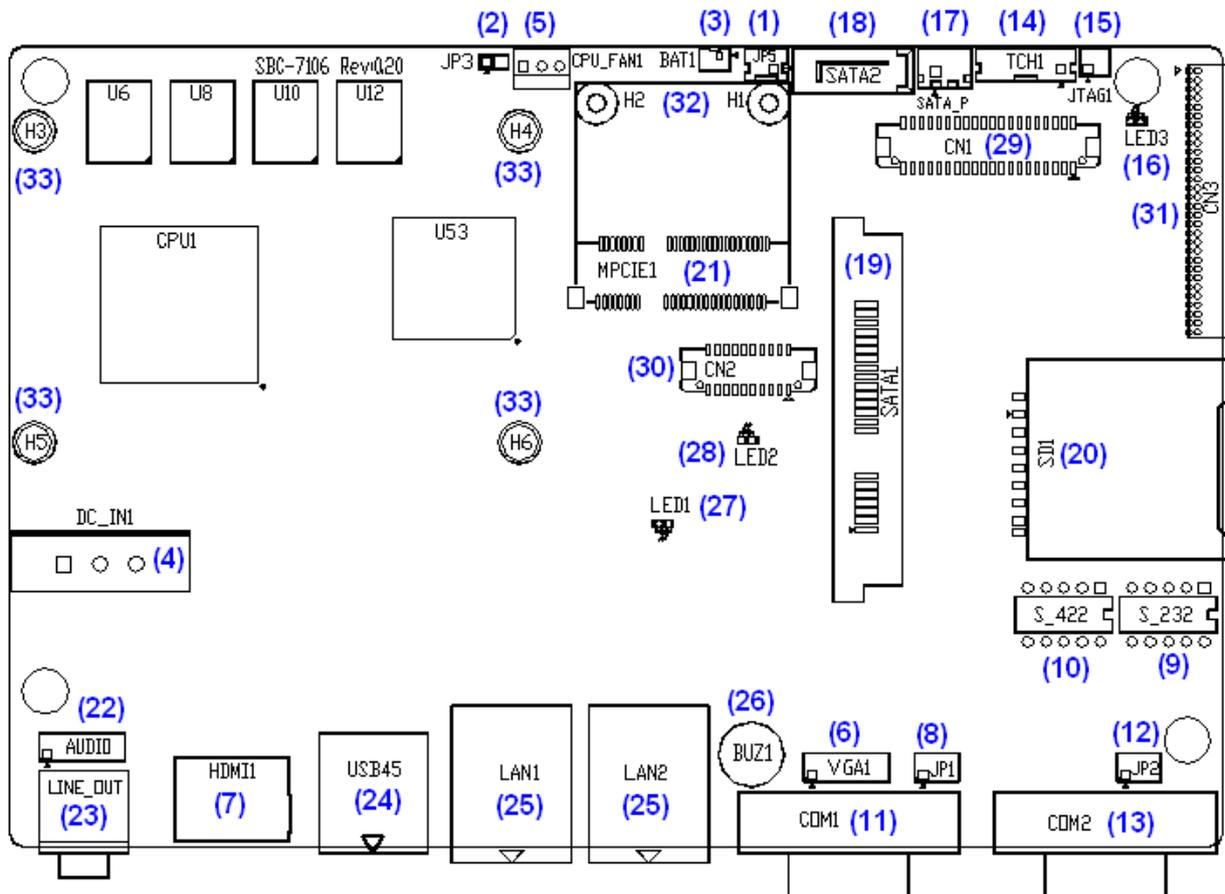 (2) (5) (3) (1) (18) (17) (14) (15)
JP3 CPU_FAN1 BAT1 JP5 SATA2 TCH1
SBC-7106 Rev:0.20
U6 U8 U10 U12
H2 (32) H1
SATA_P JTAG1
H3 H4
LED3
CN1 (29)
(33) (33) (16)
CN3
(31)
CPU1 U53
MPCIE1 (21) (19)
(30) CN2
SATA1
(33) (33)
H5 H6
(28) LED2
SD1 (20)
LED1 (27)
DC_IN1
(4)
S_422 S_232
(10) (9)
(22) (26) (6) (8) (12)
AUDIO BUZ1 VGA1 JP1 JP2
LINE_OUT HDMI1 USB45 LAN1 LAN2
(23) (7) (24) (25) (25)
COM1 (11) COM2 (13)